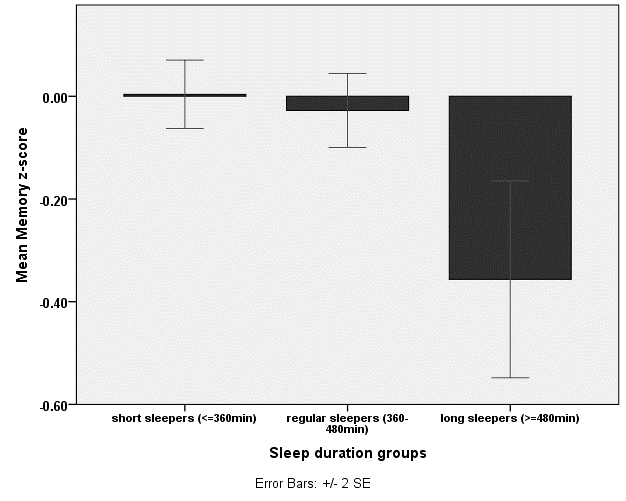 Mean Memory z-score
0.00
-0.20
-0.40
-0.60
short sleepers (<=360min)
regular sleepers (360-
480min)
long sleepers (>=480min)
Sleep duration groups
Error Bars: +/- 2 SE